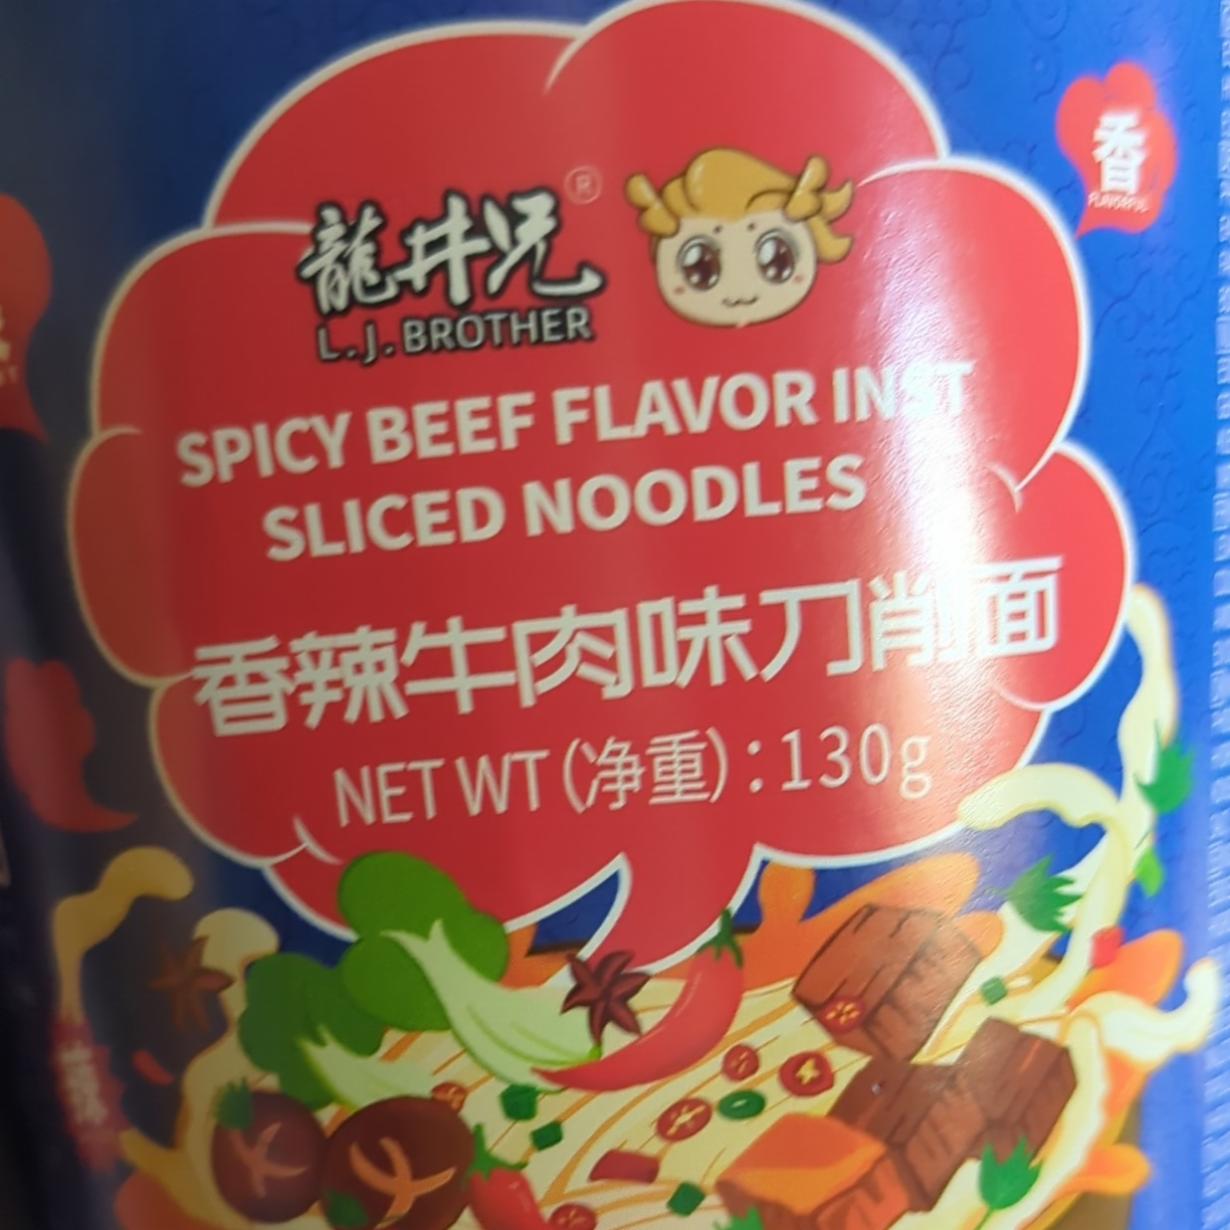 香
FLAVORFUL
龍井兄®
L.J.BROTHER
SPICY BEEF FLAVOR INST
SLICED NOODLES
香辣牛肉味刀削面
NET WT(净重):130g